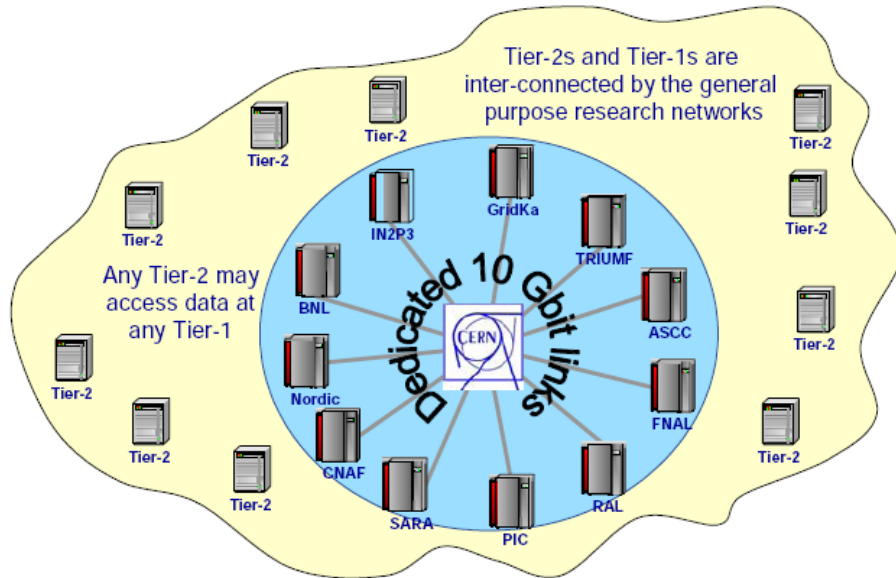 Tier-2s and Tier-1s are
inter-connected by the general
purpose research networks
Tier-2
Tier-2
Tier-2
Tier-2
Tier-2
Any Tier-2 may
access data at
any Tier-1
Tier-2
Tier-2
Tier-2
Tier-2
Tier-2
Tier-2
GridKa
IN2P3
TRIUMF
BNL
ASCC
Nordic
FNAL
CNAF
RAL
SARA
PIC
Dedicated 10 Gbit links
CERN